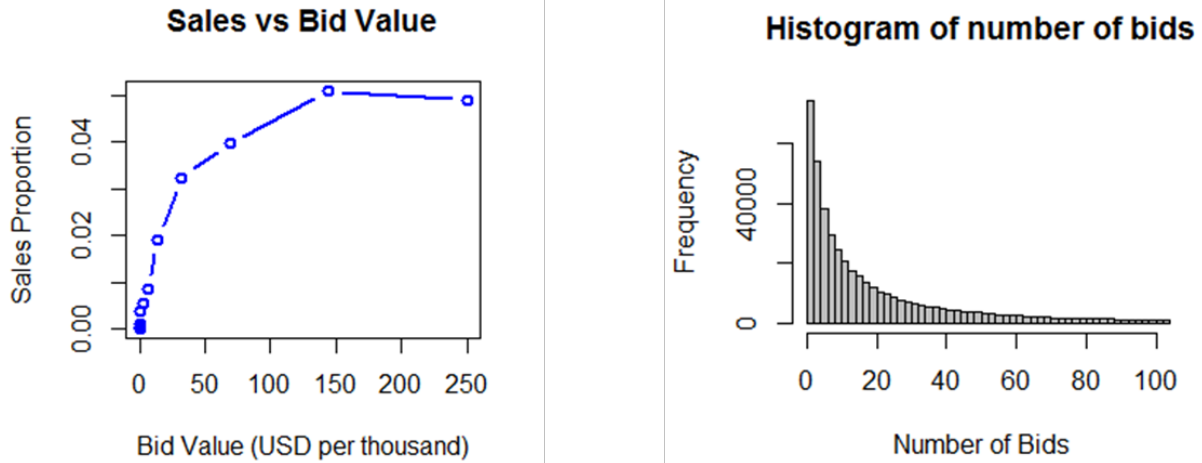 Sales vs Bid Value
Sales Proportion
0.00 0.02 0.04
0 50 100 150 200 250
Bid Value (USD per thousand)
Histogram of number of bids
Frequency
0 40000
0 20 40 60 80 100
Number of Bids